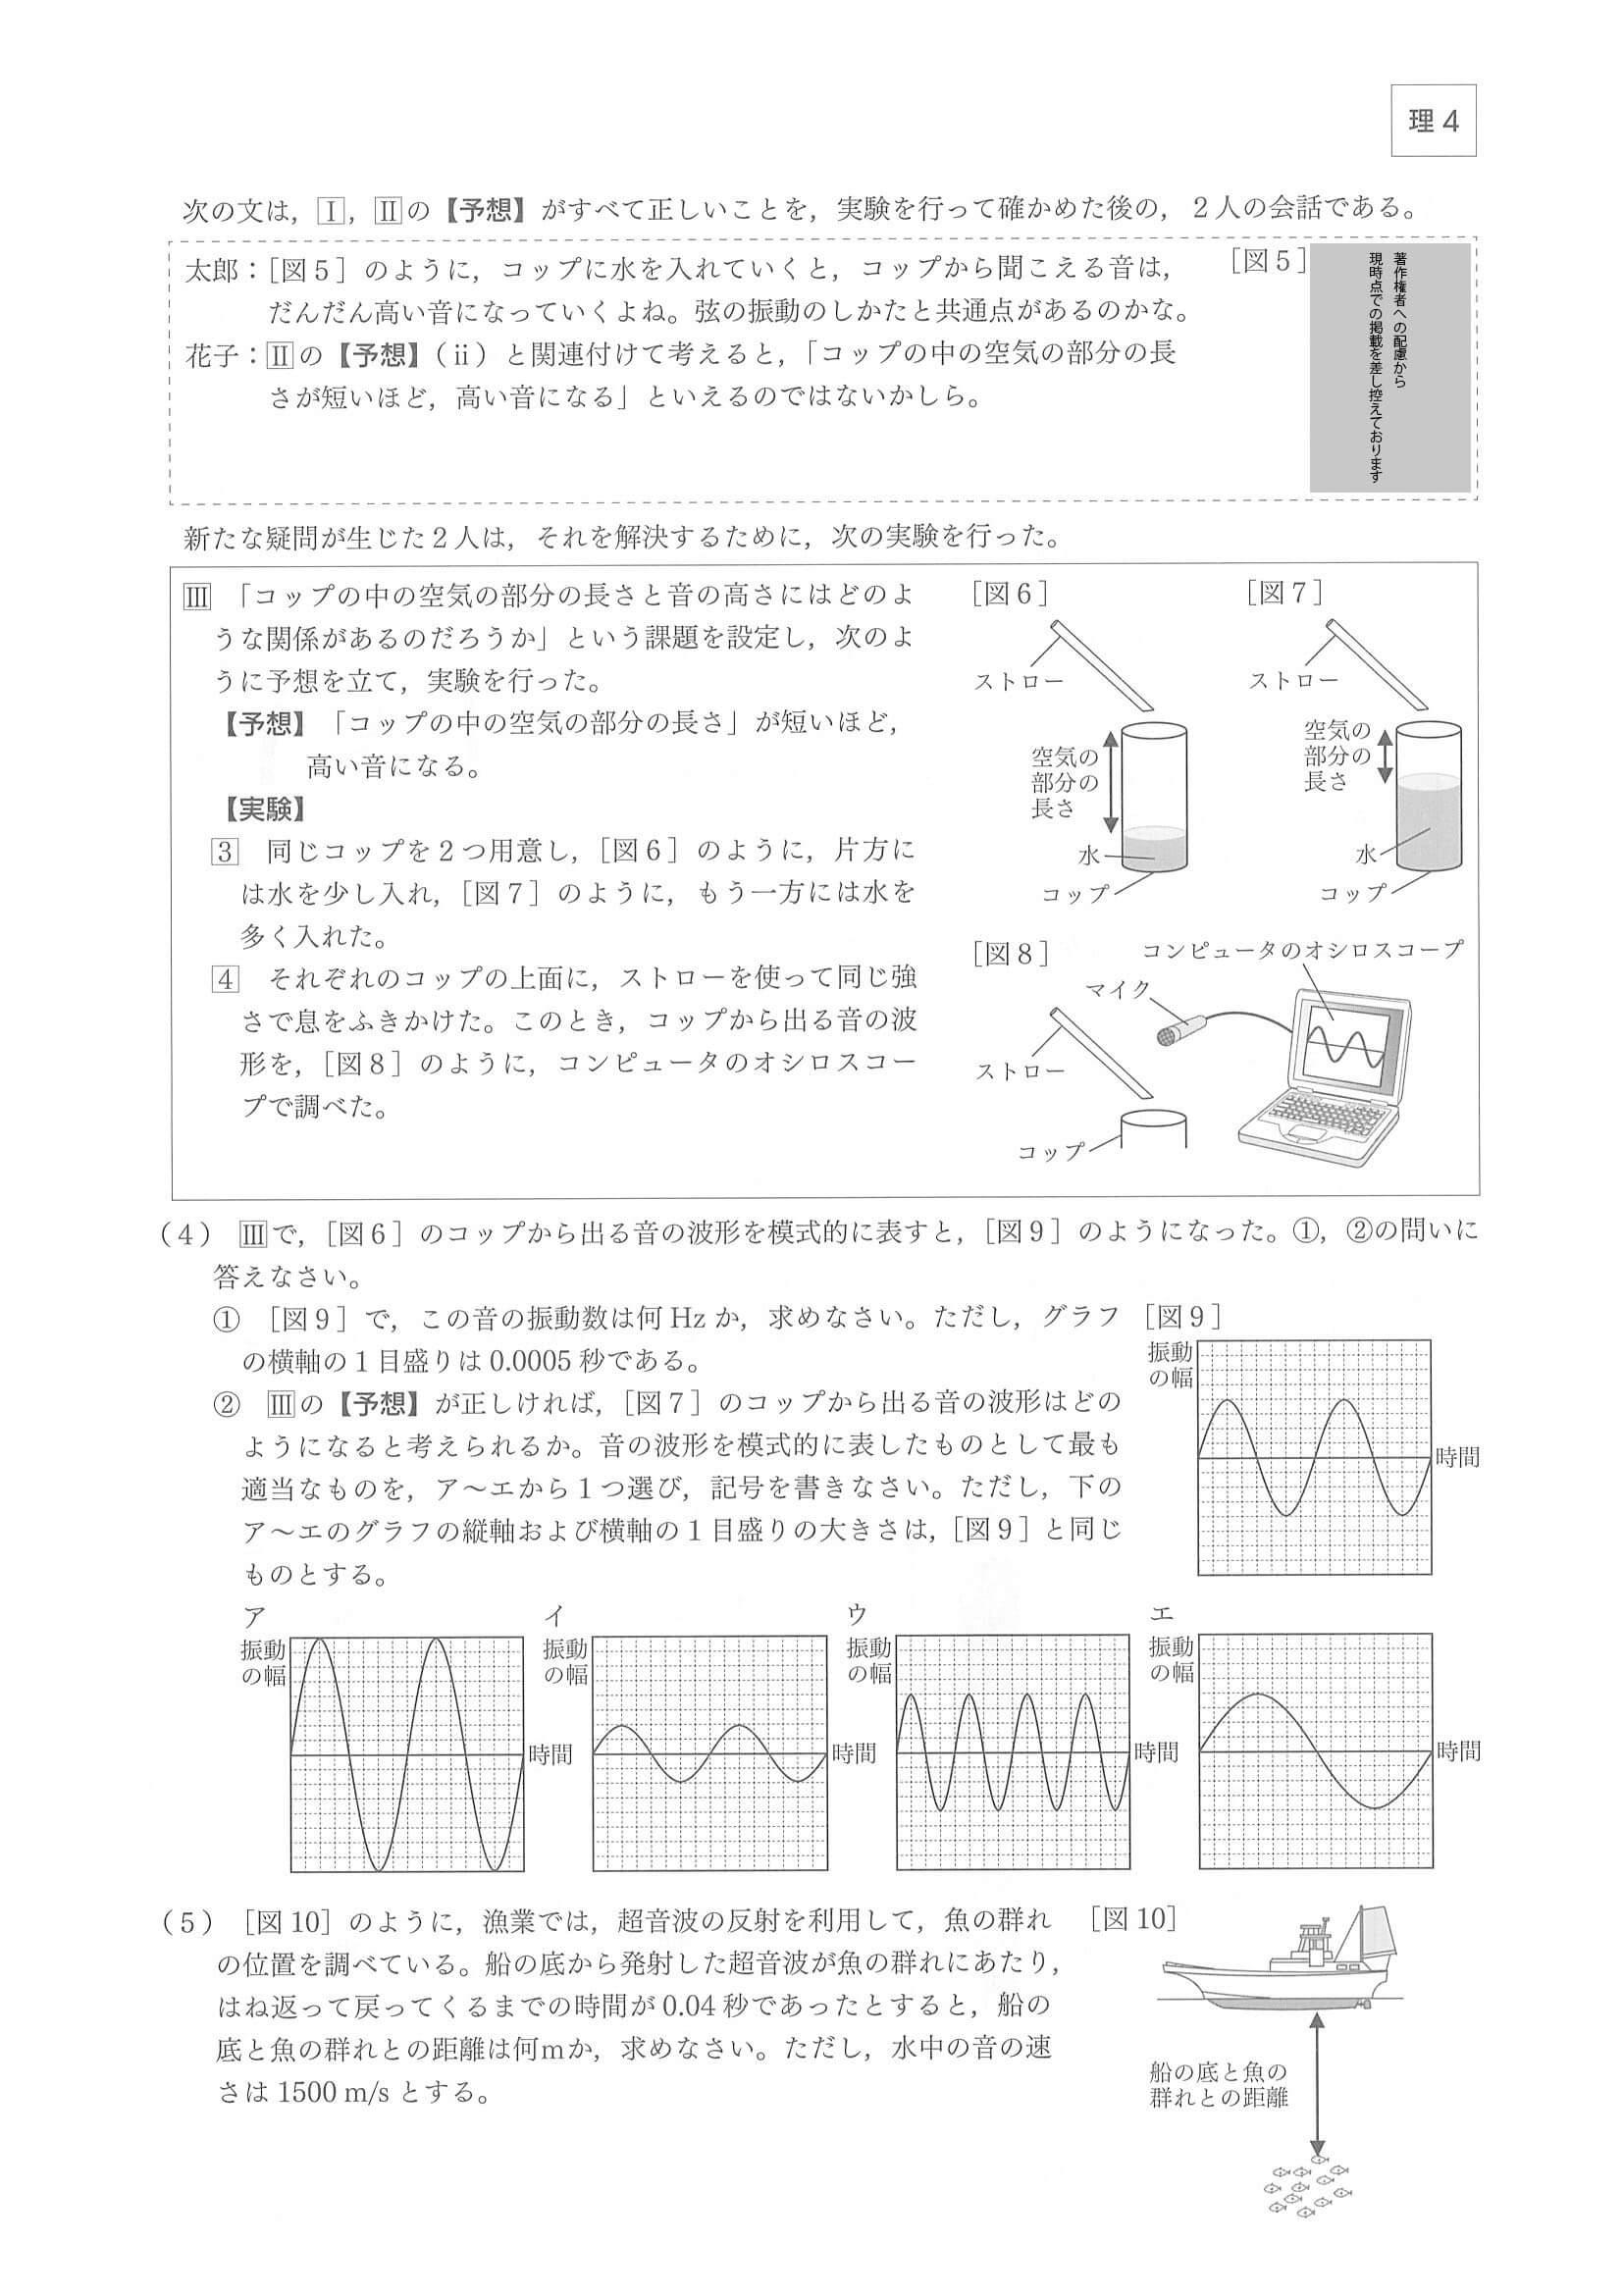 理4
次の文は，Ⅰ，Ⅱの【予想】がすべて正しいことを，実験を行って確かめた後の，２人の会話である。
太郎：［図５］のように，コップに水を入れていくと，コップから聞こえる音は，
だんだん高い音になっていくよね。弦の振動のしかたと共通点があるのかな。
花子：Ⅱの【予想】（ⅱ）と関連付けて考えると，「コップの中の空気の部分の長
さが短いほど，高い音になる」といえるのではないかしら。
［図５］
著作権者への配慮から
現時点での掲載を差し控えております
新たな疑問が生じた２人は，それを解決するために，次の実験を行った。
Ⅲ 「コップの中の空気の部分の長さと音の高さにはどのよ
うな関係があるのだろうか」という課題を設定し，次のよ
うに予想を立て，実験を行った。
【予想】「コップの中の空気の部分の長さ」が短いほど，
高い音になる。
【実験】
3 同じコップを２つ用意し，［図６］のように，片方に
は水を少し入れ，［図７］のように，もう一方には水を
多く入れた。
4 それぞれのコップの上面に，ストローを使って同じ強
さで息をふきかけた。このとき，コップから出る音の波
形を，［図８］のように，コンピュータのオシロスコー
プで調べた。
［図６］
ストロー
空気の
部分の
長さ
水
コップ
［図７］
ストロー
空気の
部分の
長さ
水
コップ
［図８］
コンピュータのオシロスコープ
マイク
ストロー
コップ
（４） Ⅲで，［図６］のコップから出る音の波形を模式的に表すと，［図９］のようになった。①，②の問いに
答えなさい。
① ［図９］で，この音の振動数は何Hzか，求めなさい。ただし，グラフ
の横軸の１目盛りは0.0005秒である。
② Ⅲの【予想】が正しければ，［図７］のコップから出る音の波形はどの
ようになると考えられるか。音の波形を模式的に表したものとして最も
適当なものを，ア～エから１つ選び，記号を書きなさい。ただし，下の
ア～エのグラフの縦軸および横軸の１目盛りの大きさは，［図９］と同じ
ものとする。
［図９］
振動
の幅
時間
ア
振動
の幅
時間
イ
振動
の幅
時間
ウ
振動
の幅
時間
エ
振動
の幅
時間
（５） ［図10］のように，漁業では，超音波の反射を利用して，魚の群れ
の位置を調べている。船の底から発射した超音波が魚の群れにあたり，
はね返って戻ってくるまでの時間が0.04秒であったとすると，船の
底と魚の群れとの距離は何mか，求めなさい。ただし，水中の音の速
さは1500 m/sとする。
［図10］
船の底と魚の
群れとの距離